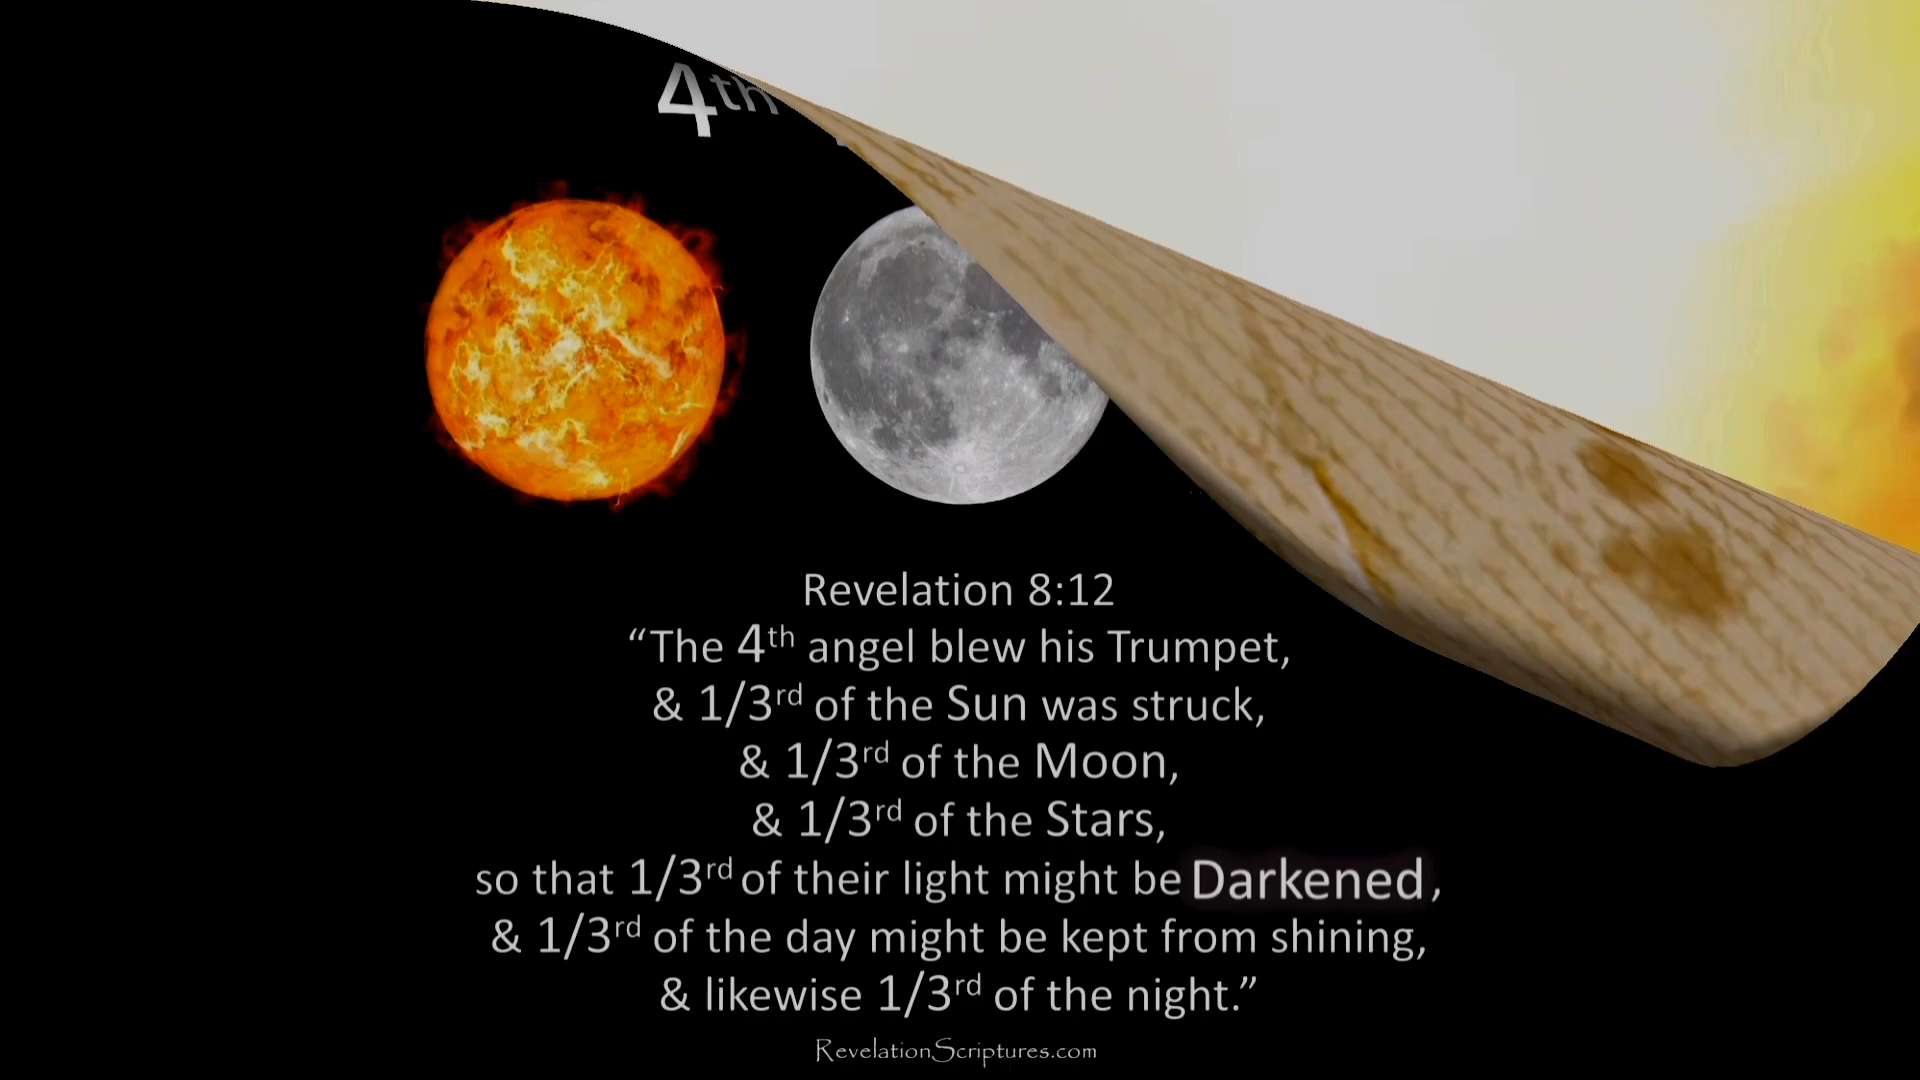 4th
Revelation 8:12
“The 4th angel blew his Trumpet,
& 1/3rd of the Sun was struck,
& 1/3rd of the Moon,
& 1/3rd of the Stars,
so that 1/3rd of their light might be Darkened,
& 1/3rd of the day might be kept from shining,
& likewise 1/3rd of the night.”
RevelationScriptures.com